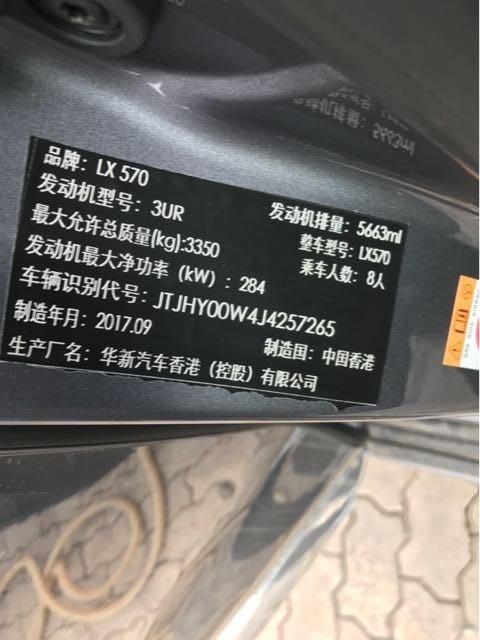 品牌：LX 570
发动机型号：3UR 发动机排量：5663ml
最大允许总质量(kg):3350 整车型号：LX570
发动机最大净功率（kW）：284 乘车人数：8人
车辆识别代号：JTJHY00W4J4257265
制造年月：2017.09 制造国：中国香港
生产厂名：华新汽车香港（控股）有限公司